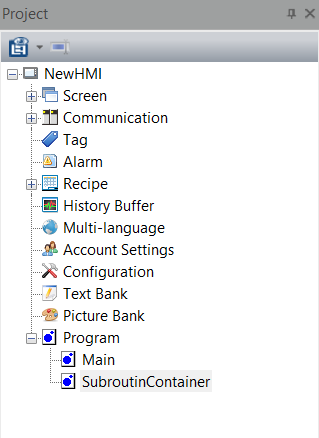 Project
NewHMI
Screen
Communication
Tag
Alarm
Recipe
History Buffer
Multi-language
Account Settings
Configuration
Text Bank
Picture Bank
Program
Main
SubroutinContainer